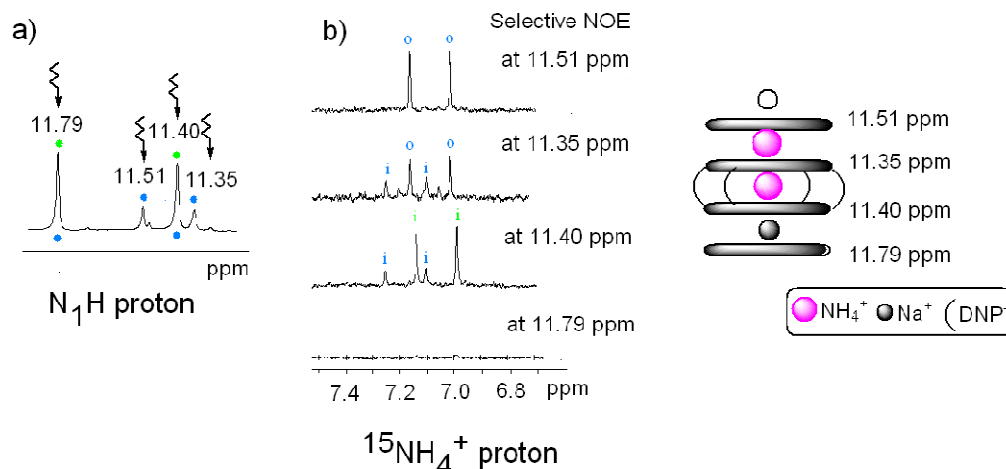 a)
11.79
11.40
11.51
11.35
ppm
N1H proton
b)
Selective NOE
o o
at 11.51 ppm
o o
i i
at 11.35 ppm
i i
i i
at 11.40 ppm
at 11.79 ppm
7.4 7.2 7.0 6.8 ppm
15NH4+ proton
11.51 ppm
11.35 ppm
11.40 ppm
11.79 ppm
NH4+ Na+ (DNP